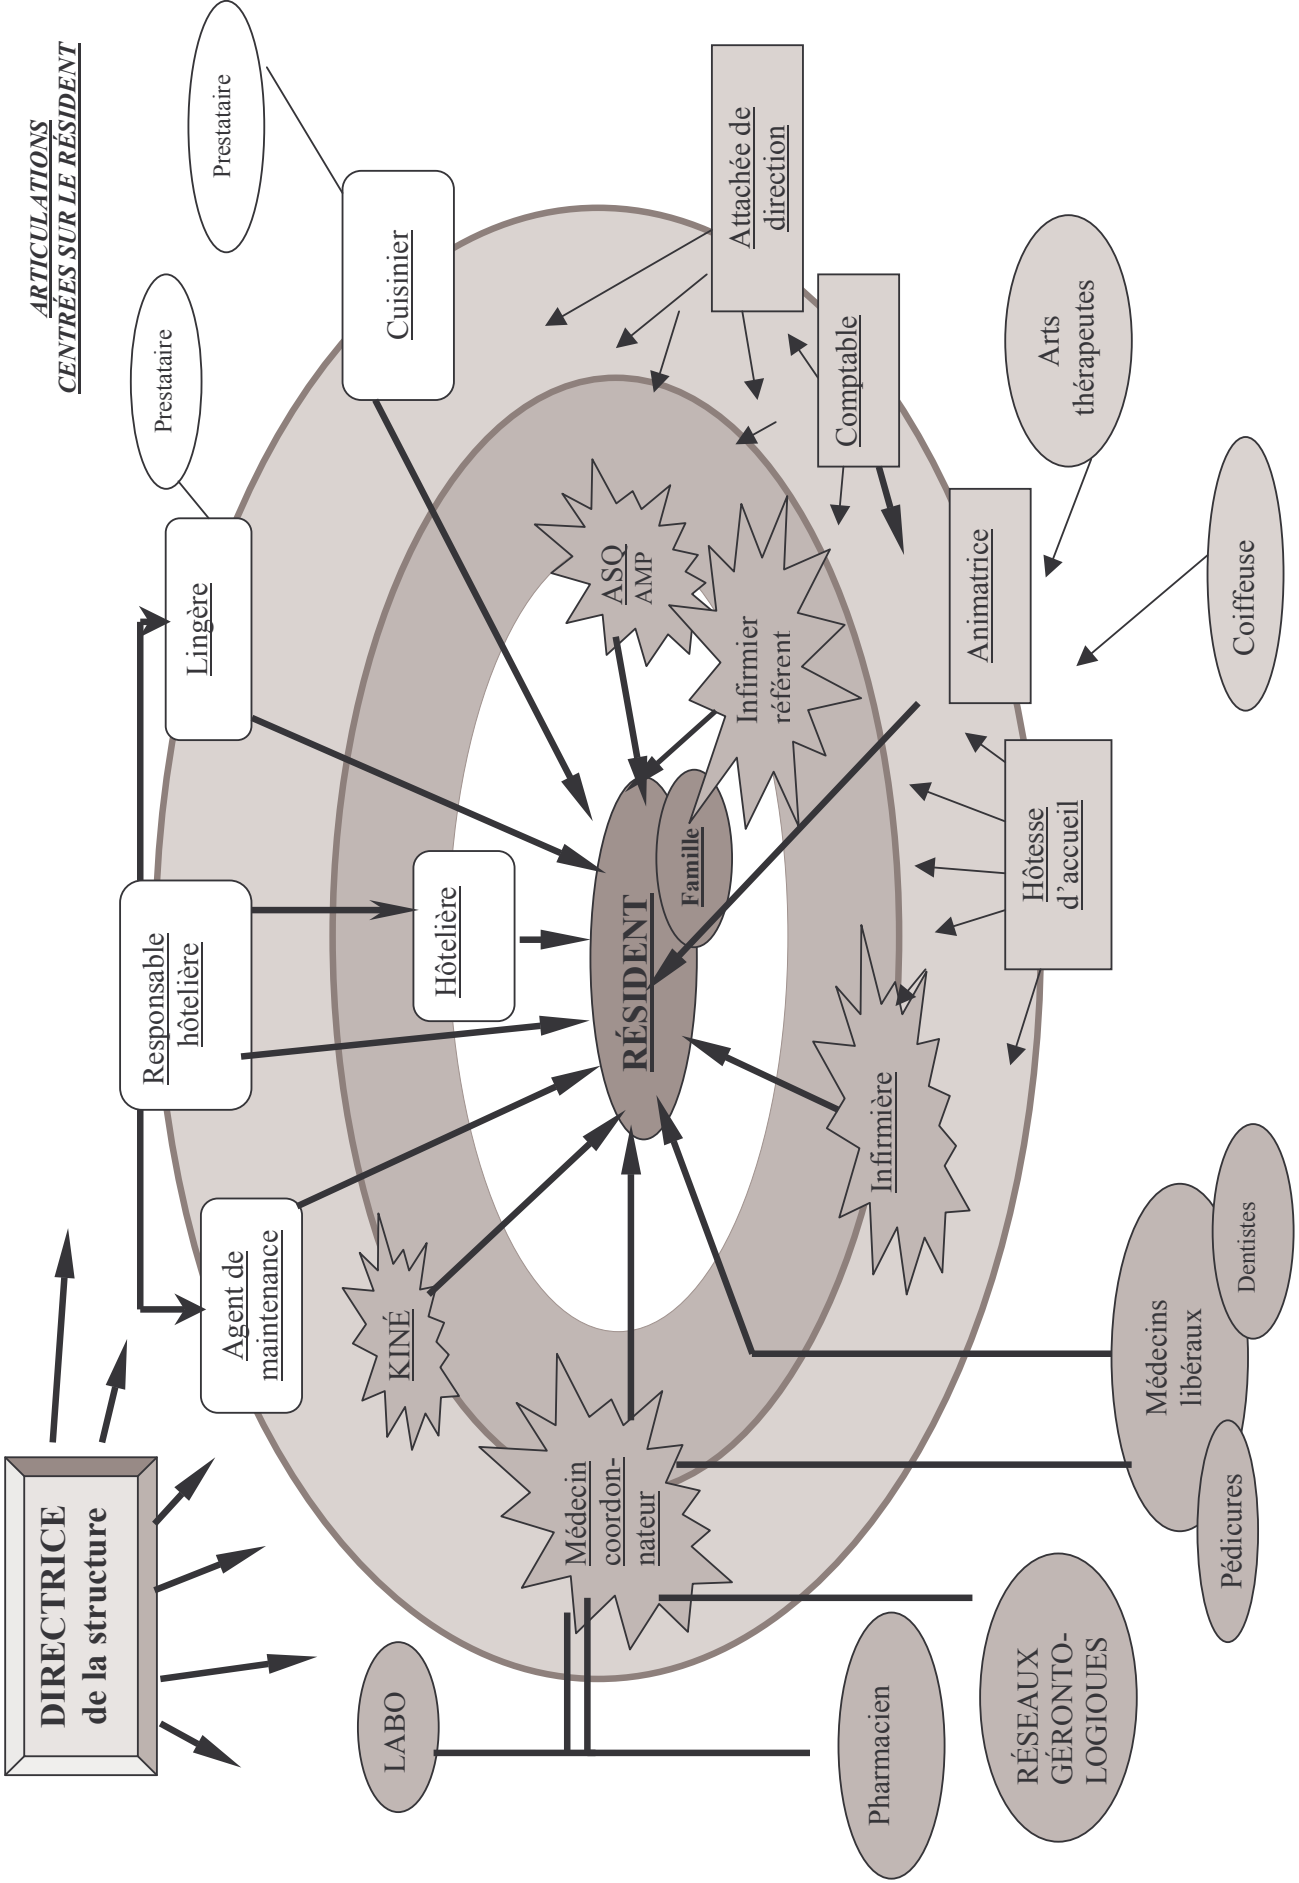 ARTICULATIONS
CENTRÉES SUR LE RÉSIDENT
DIRECTRICE
de la structure
Responsable
hôtelière
Agent de
maintenance
Lingère
Prestataire
Cuisinier
Prestataire
Hôtelière
KINÉ
Médecin
coordon-
nateur
RÉSIDENT
Famille
ASQ
AMP
Infirmier
référent
Infirmière
Attachée de
direction
Comptable
Animatrice
Hôtesse
d'accueil
Arts
thérapeutes
Coiffeuse
LABO
Pharmacien
RÉSEAUX
GÉRONTO-
LOGIOUES
Médecins
libéraux
Dentistes
Pédicures